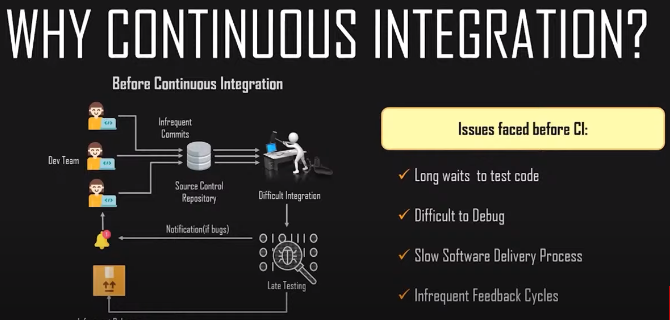 WHY CONTINUOUS INTEGRATION?
Before Continuous Integration
Infrequent
Commits
Dev Team
Source Control
Repository
Difficult Integration
Notification(if bugs)
Late Testing
Issues faced before CI:
Long waits to test code
Difficult to Debug
Slow Software Delivery Process
Infrequent Feedback Cycles